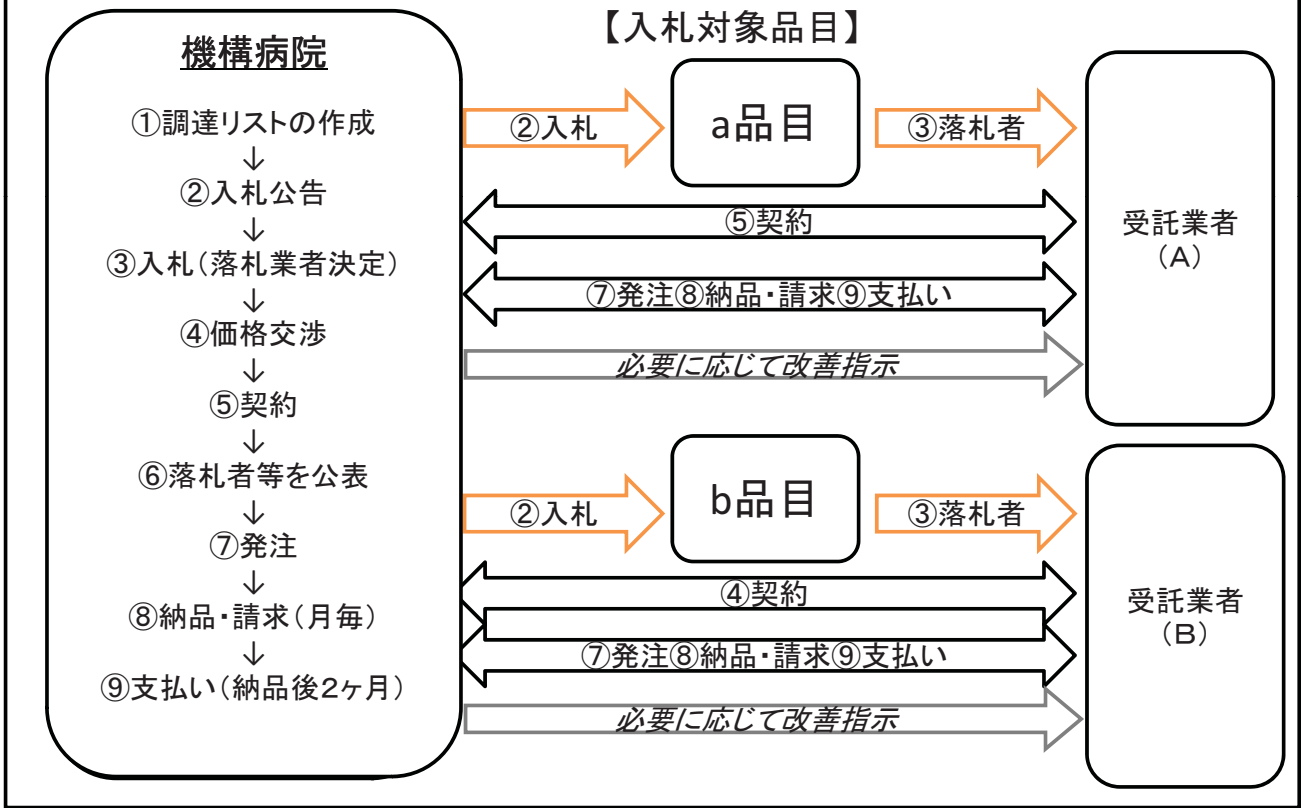 機構病院
①調達リストの作成
↓
②入札公告
↓
③入札(落札業者決定)
↓
④価格交渉
↓
⑤契約
↓
⑥落札者等を公表
↓
⑦発注
↓
⑧納品・請求(月毎)
↓
⑨支払い(納品後2ヶ月)
【入札対象品目】
②入札
a品目
③落札者
⑤契約
⑦発注⑧納品・請求⑨支払い
必要に応じて改善指示
受託業者
(A)
②入札
b品目
③落札者
④契約
⑦発注⑧納品・請求⑨支払い
必要に応じて改善指示
受託業者
(B)